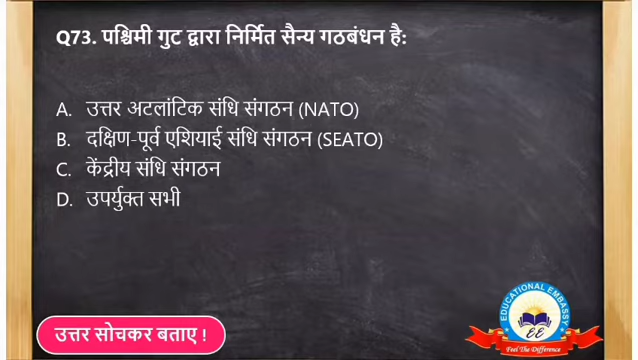 Q73. पश्चिमी गुट द्वारा निर्मित सैन्य गठबंधन है:
A. उत्तर अटलांटिक संधि संगठन (NATO)
B. दक्षिण-पूर्व एशियाई संधि संगठन (SEATO)
C. केंद्रीय संधि संगठन
D. उपर्युक्त सभी
उत्तर सोचकर बताए !
EDUCATIONAL EMBASSY
EE
Feel The Difference